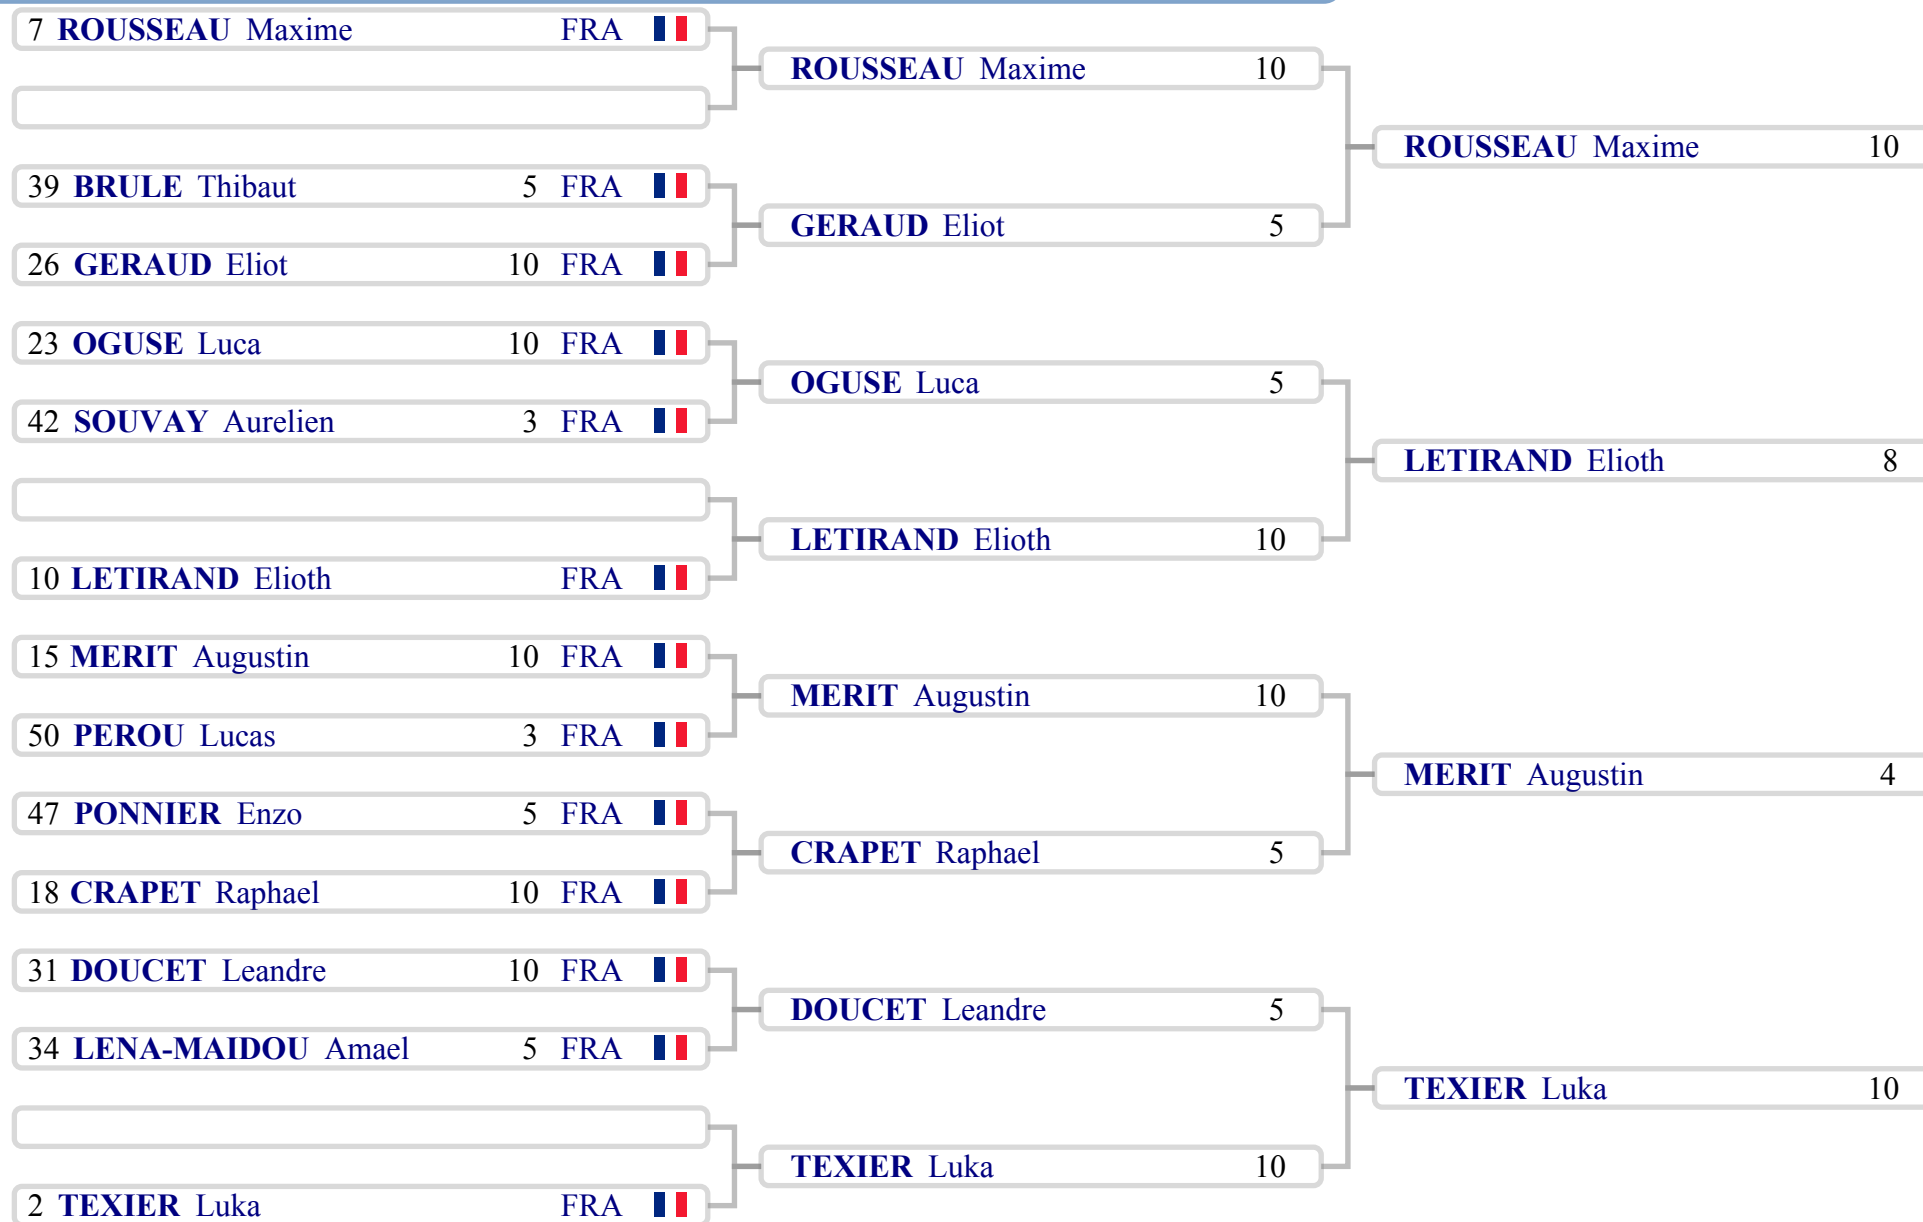 7 ROUSSEAU Maxime FRA
ROUSSEAU Maxime 10
ROUSSEAU Maxime 10
39 BRULE Thibaut 5 FRA
GERAUD Eliot 5
26 GERAUD Eliot 10 FRA
23 OGUSE Luca 10 FRA
OGUSE Luca 5
42 SOUVAY Aurelien 3 FRA
LETIRAND Elioth 8
LETIRAND Elioth 10
10 LETIRAND Elioth FRA
15 MERIT Augustin 10 FRA
MERIT Augustin 10
50 PEROU Lucas 3 FRA
MERIT Augustin 4
47 PONNIER Enzo 5 FRA
CRAPET Raphael 5
18 CRAPET Raphael 10 FRA
31 DOUCET Leandre 10 FRA
DOUCET Leandre 5
34 LENA-MAIDOU Amael 5 FRA
TEXIER Luka 10
TEXIER Luka 10
2 TEXIER Luka FRA